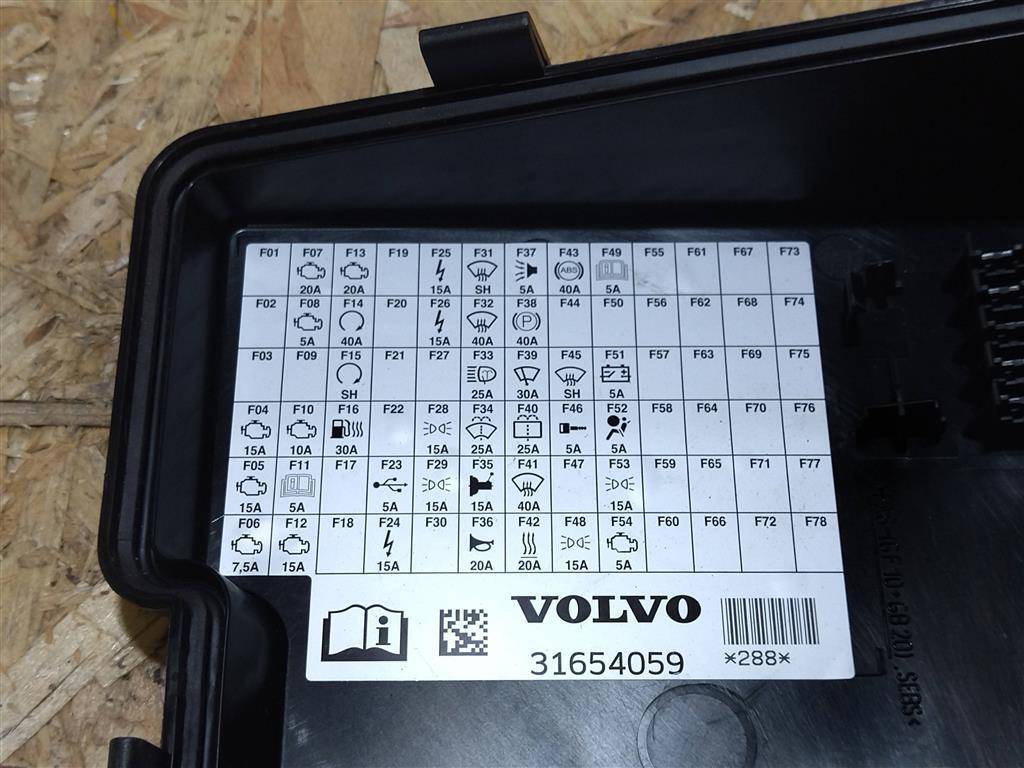 F01 F07 F13 F19 F25 F31 F37 F43 F49 F55 F61 F67 F73
ABS
20A 20A 15A SH 5A 40A 5A
F02 F08 F14 F20 F26 F32 F38 F44 F50 F56 F62 F68 F74
P
5A 40A 15A 40A 40A
F03 F09 F15 F21 F27 F33 F39 F45 F51 F57 F63 F69 F75
SH 25A 30A SH 5A
F04 F10 F16 F22 F28 F34 F40 F46 F52 F58 F64 F70 F76
15A 10A 30A 15A 25A 25A 5A 5A
F05 F11 F17 F23 F29 F35 F41 F47 F53 F59 F65 F71 F77
15A 5A 5A 15A 15A 40A 15A
F06 F12 F18 F24 F30 F36 F42 F48 F54 F60 F66 F72 F78
7,5A 15A 15A 20A 20A 15A 5A
i
VOLVO
31654059
*288*